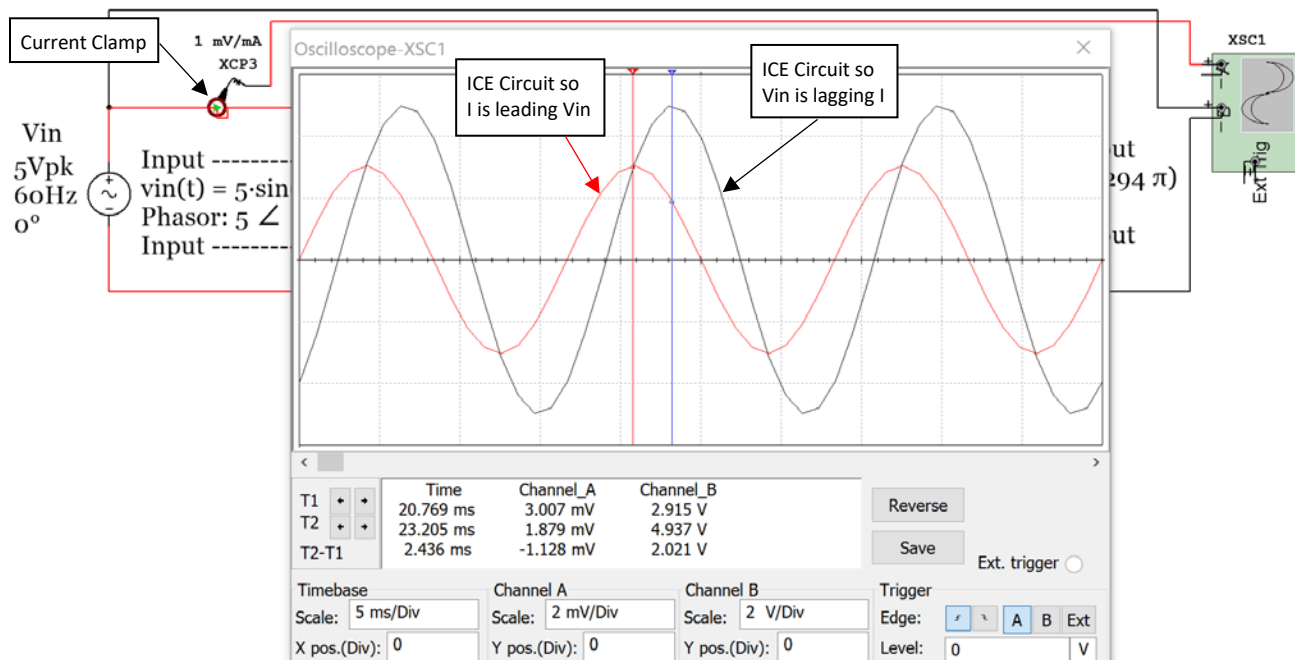 Current Clamp
1 mV/mA
XCP3
Oscilloscope-XSC1
XSC1
ICE Circuit so
I is leading Vin
ICE Circuit so
Vin is lagging I
A
B
Ext Trig
Vin
5Vpk
60Hz
0°
Input -------
vin(t) = 5·sin
Phasor: 5 ∠
Input -------
ut
294 π)
ut
T1
T2
T2-T1
Time Channel_A Channel_B
20.769 ms 3.007 mV 2.915 V
23.205 ms 1.879 mV 4.937 V
2.436 ms -1.128 mV 2.021 V
Reverse
Save
Ext. trigger
Timebase
Scale: 5 ms/Div
X pos.(Div): 0
Channel A
Scale: 2 mV/Div
Y pos.(Div): 0
Channel B
Scale: 2 V/Div
Y pos.(Div): 0
Trigger
Edge: A B Ext
Level: 0 V